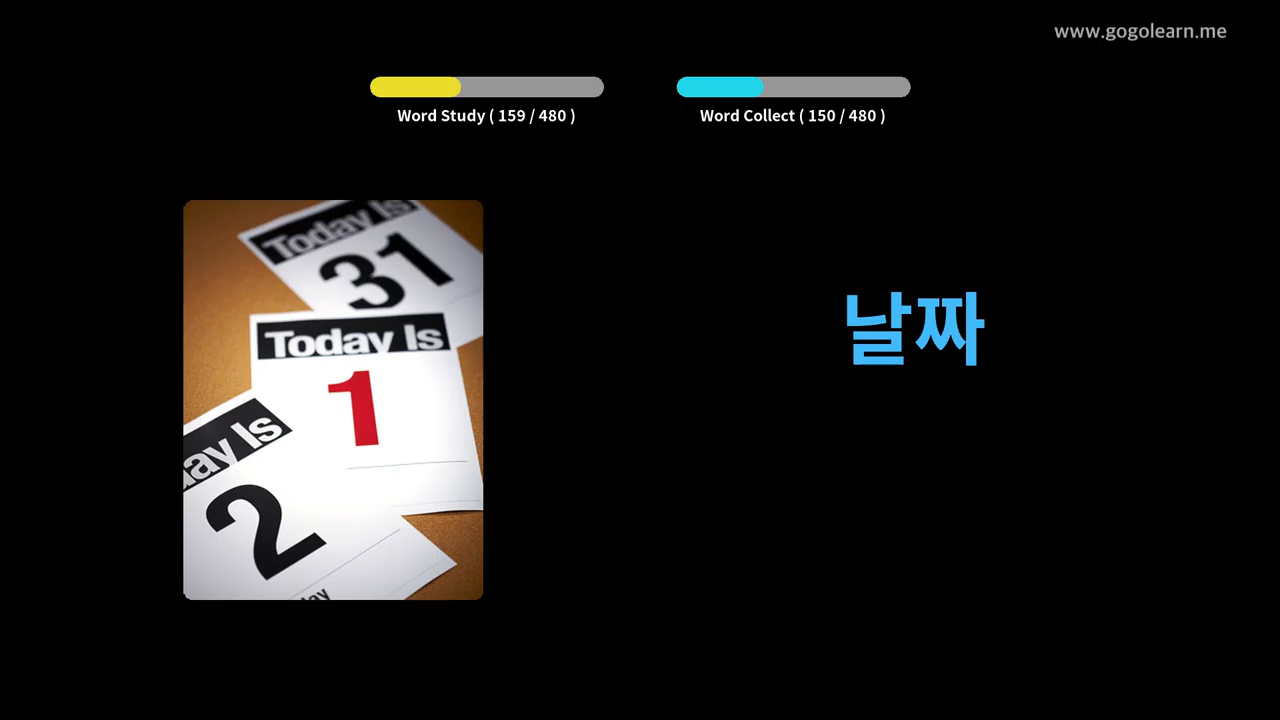 www.gogolearn.me
Word Study ( 159 / 480 )
Word Collect ( 150 / 480 )
Today Is
31
Today Is
1
ay Is
2
날짜